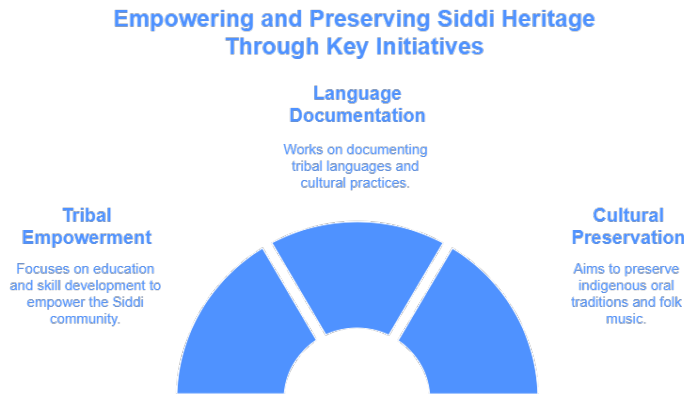 Empowering and Preserving Siddi Heritage
Through Key Initiatives
Language
Documentation
Works on documenting
tribal languages and
cultural practices.
Tribal
Empowerment
Focuses on education
and skill development to
empower the Siddi
community.
Cultural
Preservation
Aims to preserve
indigenous oral
traditions and folk
music.